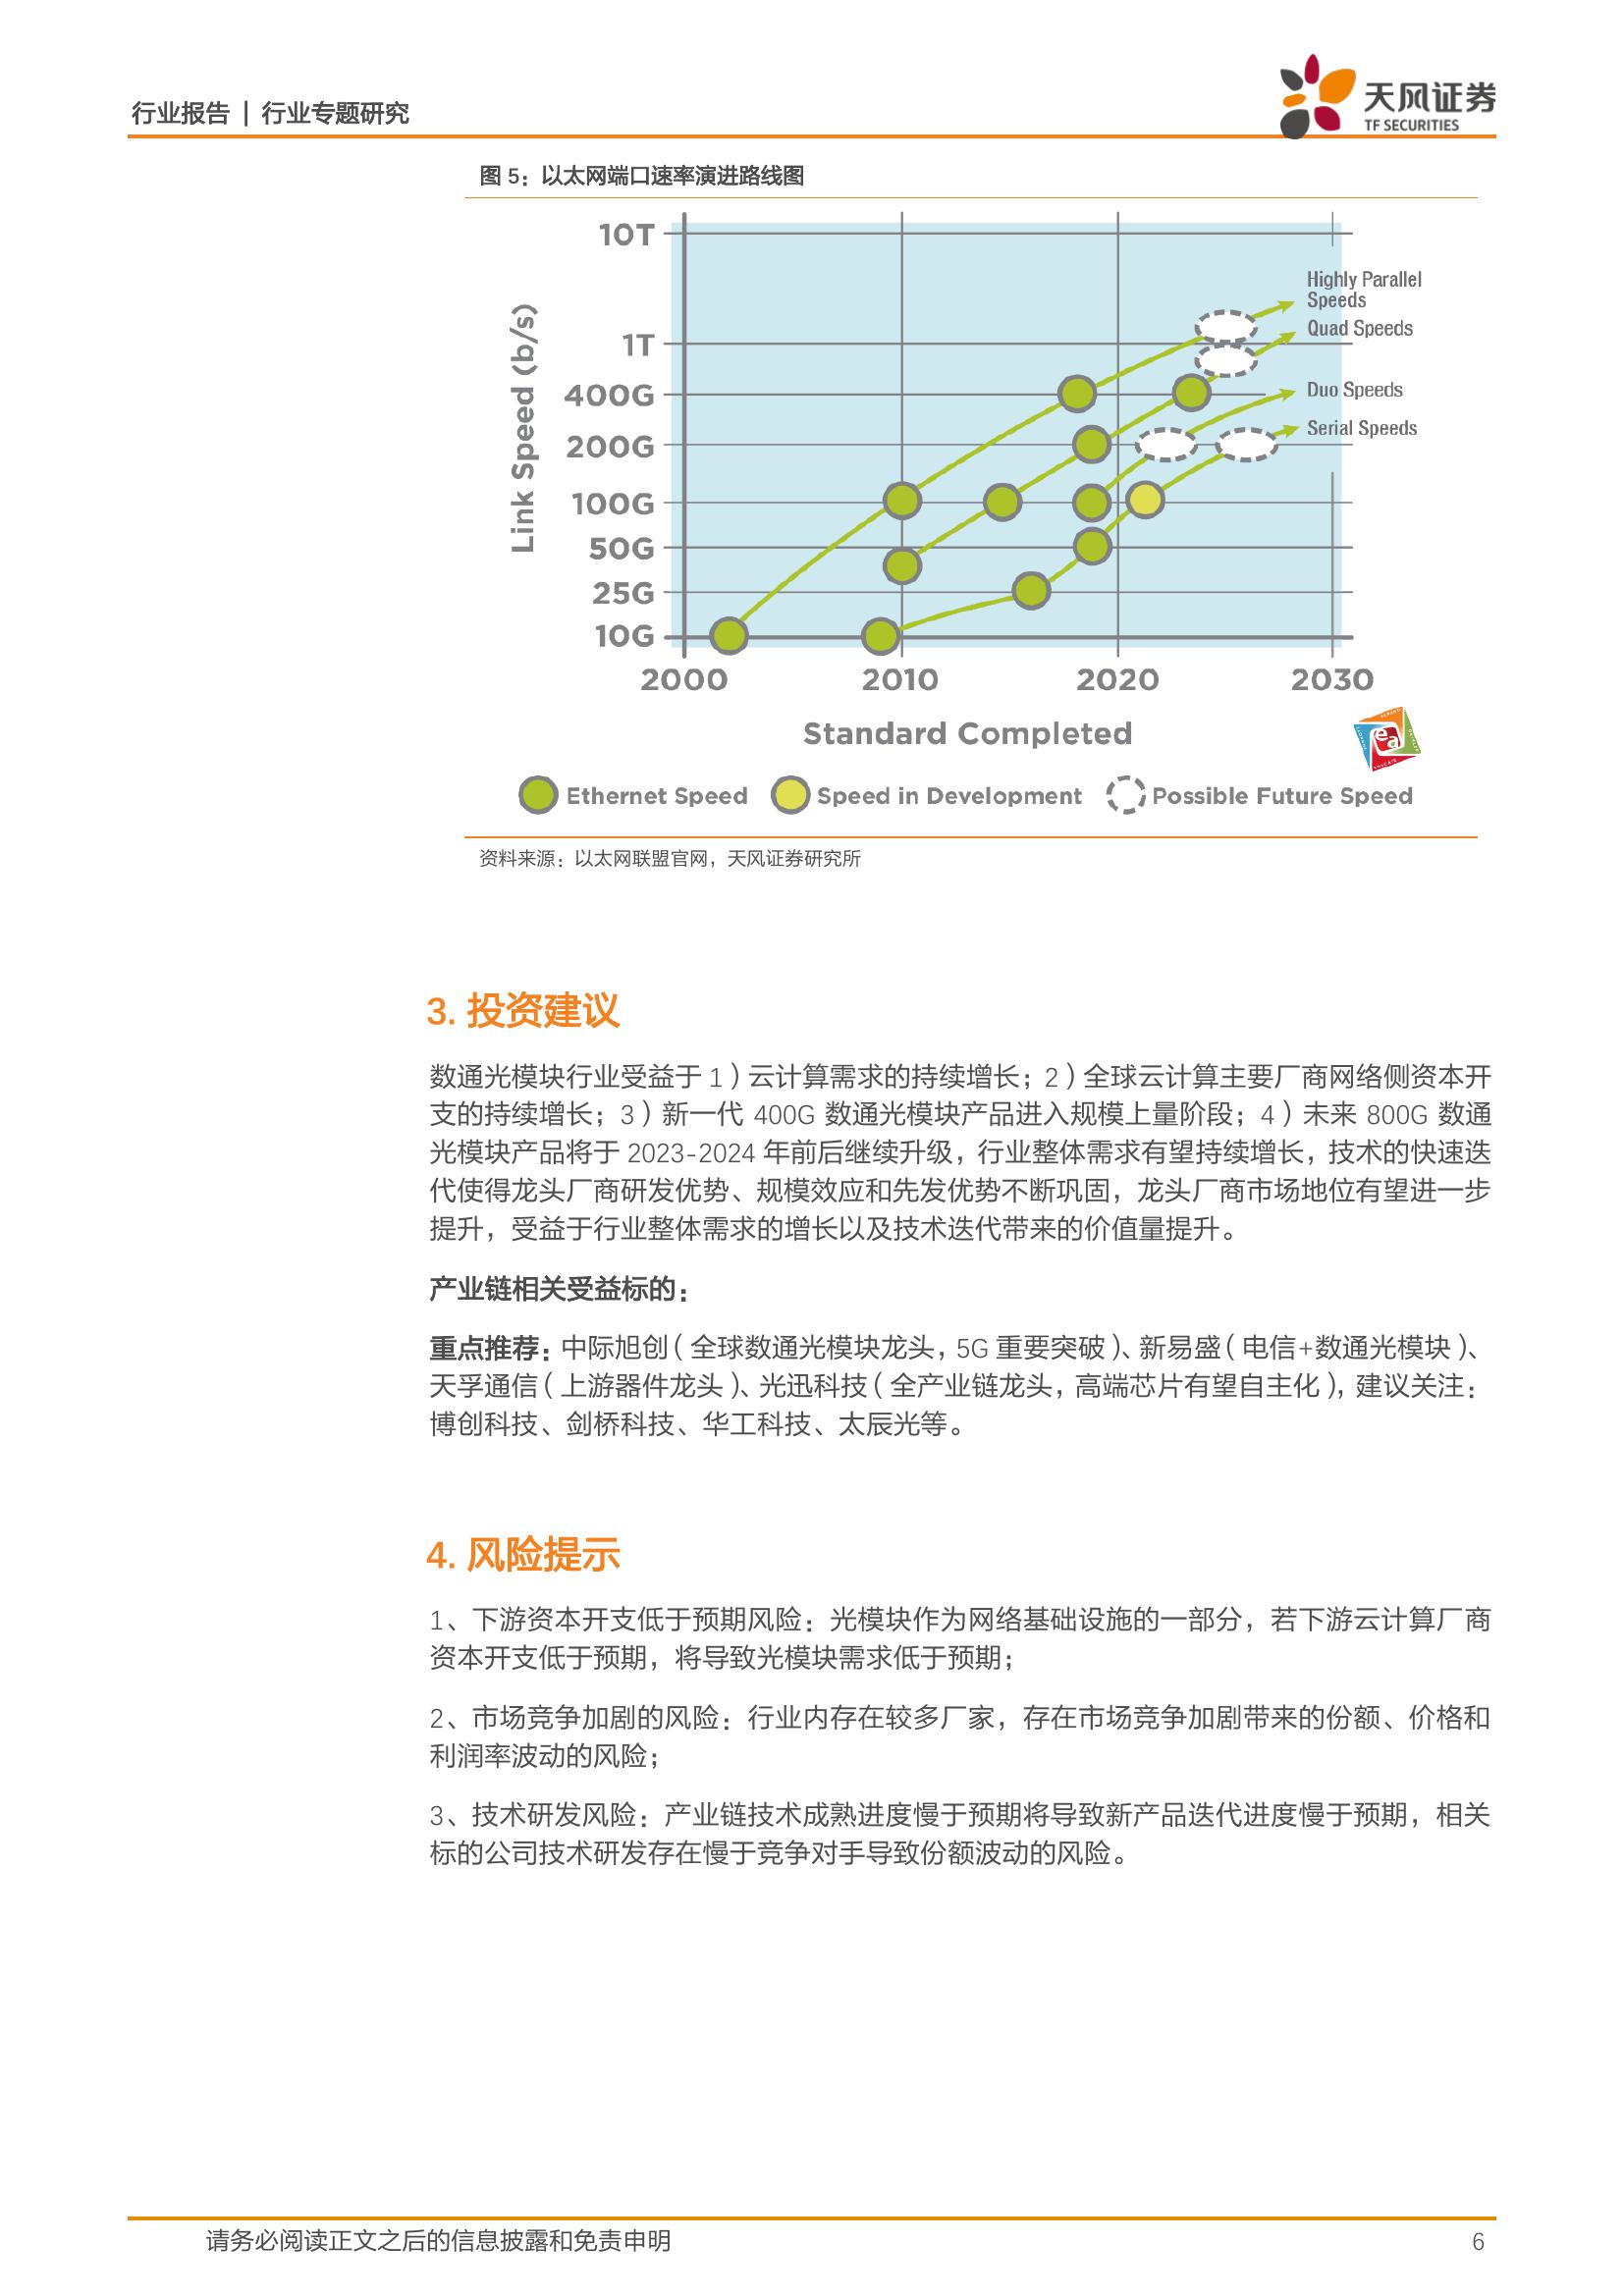 行业报告 | 行业专题研究
天风证券
TF SECURITIES
图 5：以太网端口速率演进路线图
10T
1T
400G
200G
100G
50G
25G
10G
Link Speed (b/s)
Highly Parallel
Speeds
Quad Speeds
Duo Speeds
Serial Speeds
2000 2010 2020 2030
Standard Completed
ea
Ethernet Speed Speed in Development Possible Future Speed
资料来源：以太网联盟官网，天风证券研究所
3. 投资建议
数通光模块行业受益于 1）云计算需求的持续增长；2）全球云计算主要厂商网络侧资本开
支的持续增长；3）新一代 400G 数通光模块产品进入规模上量阶段；4）未来 800G 数通
光模块产品将于 2023-2024 年前后继续升级，行业整体需求有望持续增长，技术的快速迭
代使得龙头厂商研发优势、规模效应和先发优势不断巩固，龙头厂商市场地位有望进一步
提升，受益于行业整体需求的增长以及技术迭代带来的价值量提升。
产业链相关受益标的：
重点推荐：中际旭创（全球数通光模块龙头，5G 重要突破）、新易盛（电信+数通光模块）、
天孚通信（上游器件龙头）、光迅科技（全产业链龙头，高端芯片有望自主化），建议关注：
博创科技、剑桥科技、华工科技、太辰光等。
4. 风险提示
1、下游资本开支低于预期风险：光模块作为网络基础设施的一部分，若下游云计算厂商
资本开支低于预期，将导致光模块需求低于预期；
2、市场竞争加剧的风险：行业内存在较多厂家，存在市场竞争加剧带来的份额、价格和
利润率波动的风险；
3、技术研发风险：产业链技术成熟进度慢于预期将导致新产品迭代进度慢于预期，相关
标的公司技术研发存在慢于竞争对手导致份额波动的风险。
请务必阅读正文之后的信息披露和免责申明 6